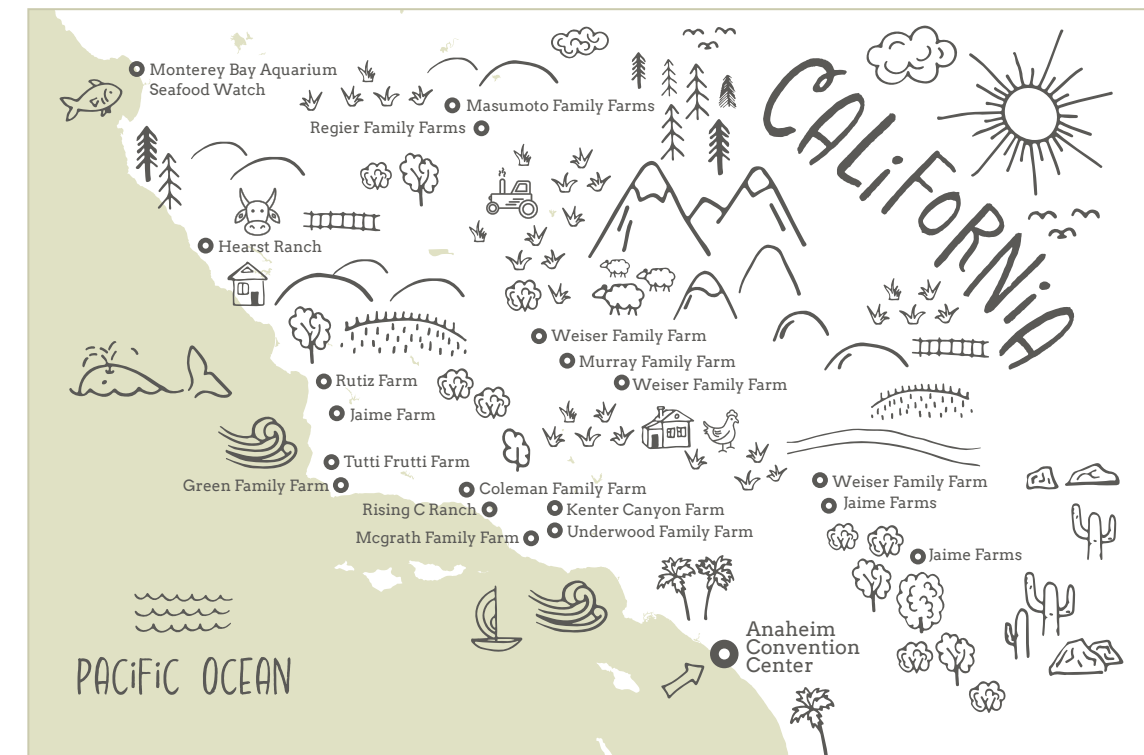 Monterey Bay Aquarium
Seafood Watch
Masumoto Family Farms
Regier Family Farms
CALiFORNiA
Hearst Ranch
Weiser Family Farm
Murray Family Farm
Weiser Family Farm
Rutiz Farm
Jaime Farm
Tutti Frutti Farm
Green Family Farm
Coleman Family Farm
Rising C Ranch
Kenter Canyon Farm
Mcgrath Family Farm
Underwood Family Farm
Weiser Family Farm
Jaime Farms
Jaime Farms
Anaheim
Convention
Center
PACiFiC OCEAN